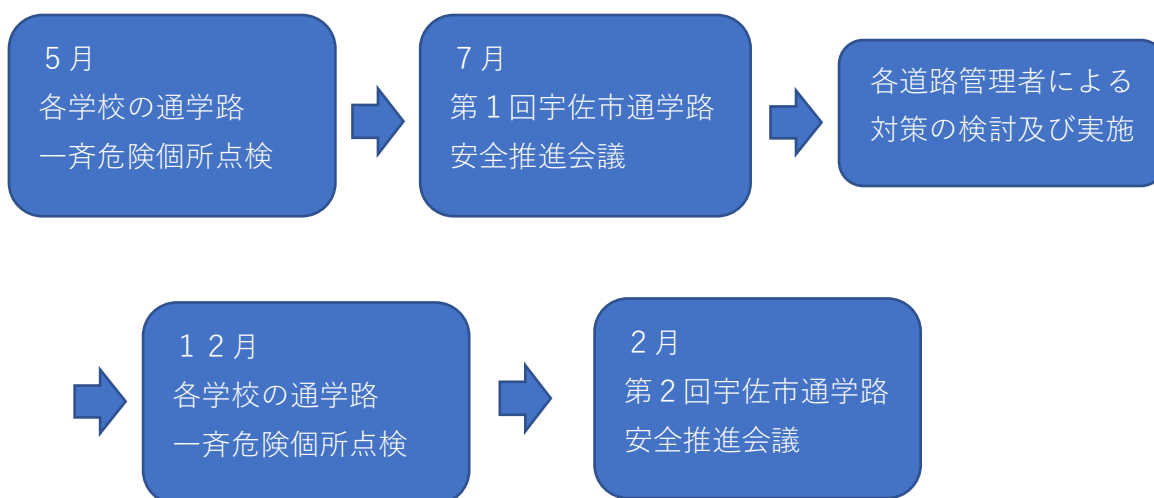 ５月
各学校の通学路
一斉危険個所点検
７月
第１回宇佐市通学路
安全推進会議
各道路管理者による
対策の検討及び実施
１２月
各学校の通学路
一斉危険個所点検
２月
第２回宇佐市通学路
安全推進会議